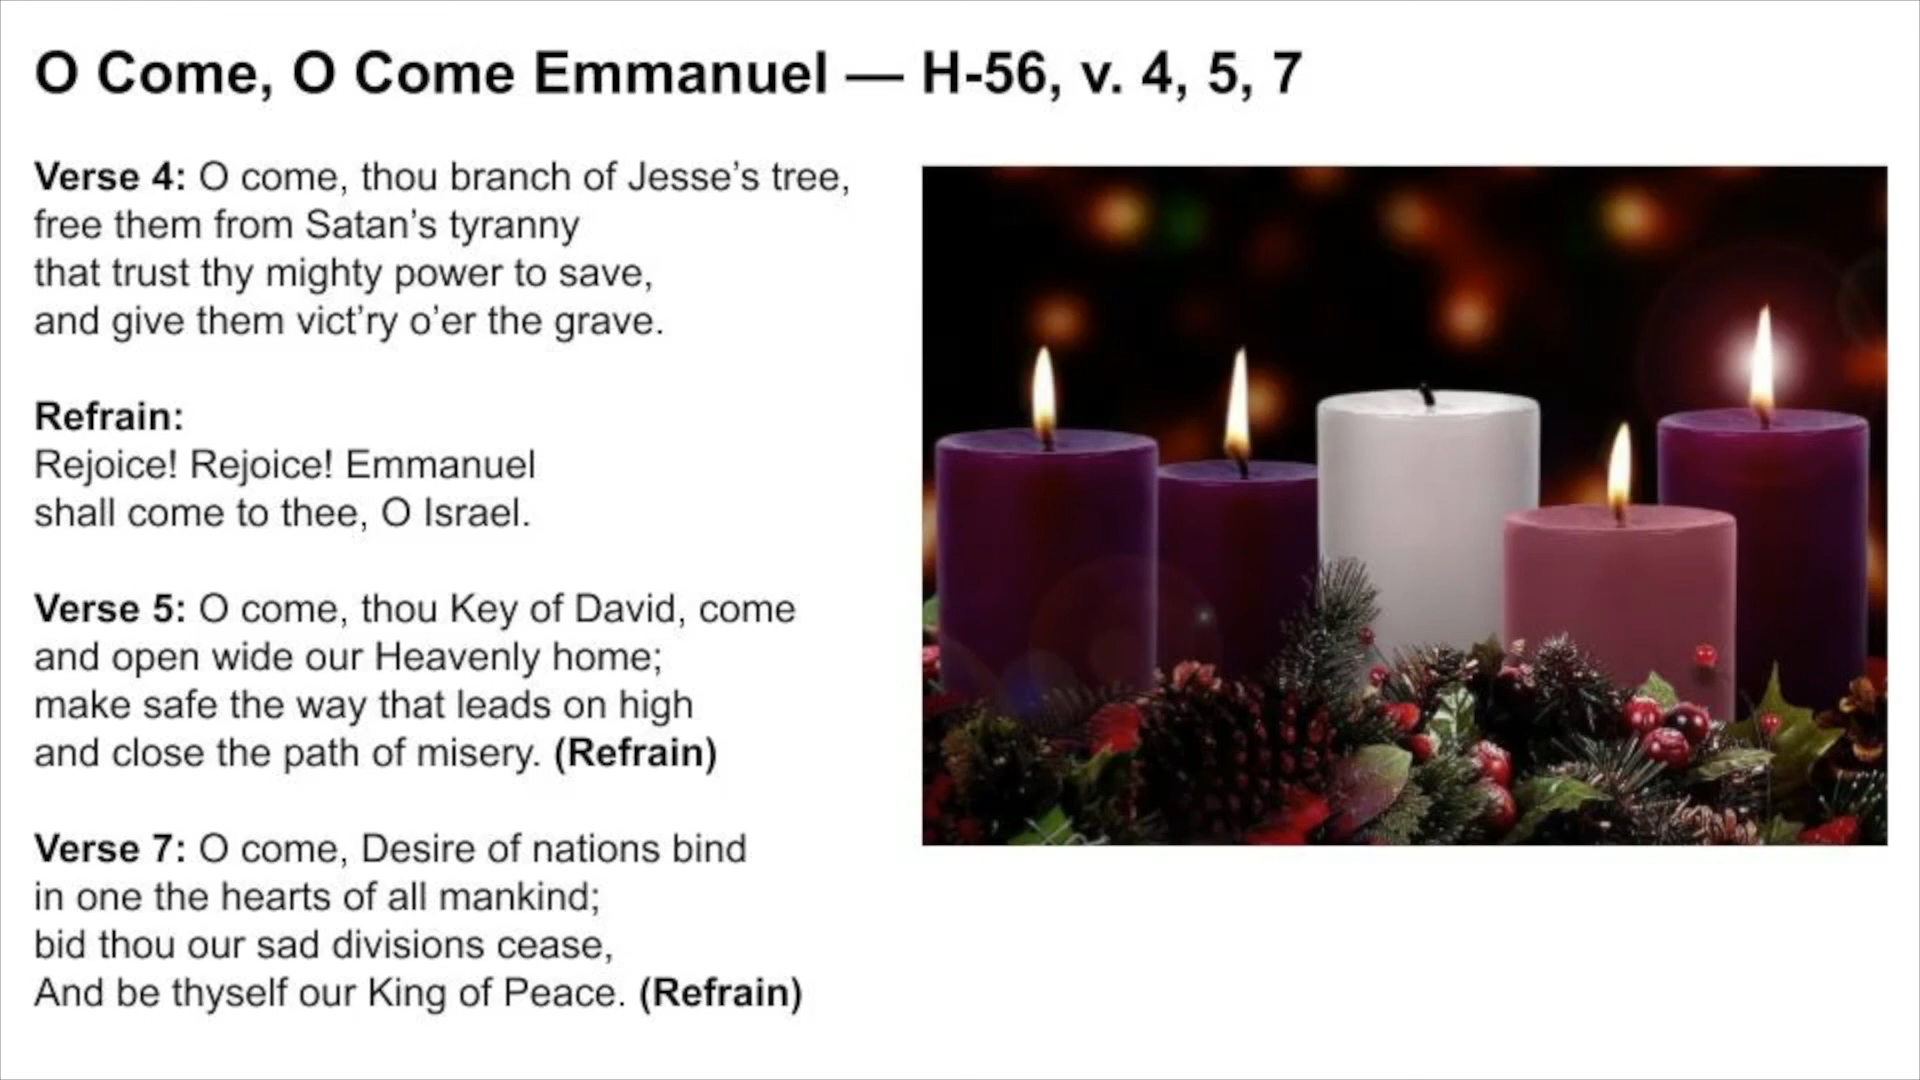 O Come, O Come Emmanuel — H-56, v. 4, 5, 7
Verse 4: O come, thou branch of Jesse’s tree,
free them from Satan’s tyranny
that trust thy mighty power to save,
and give them vict’ry o’er the grave.
Refrain:
Rejoice! Rejoice! Emmanuel
shall come to thee, O Israel.
Verse 5: O come, thou Key of David, come
and open wide our Heavenly home;
make safe the way that leads on high
and close the path of misery. (Refrain)
Verse 7: O come, Desire of nations bind
in one the hearts of all mankind;
bid thou our sad divisions cease,
And be thyself our King of Peace. (Refrain)